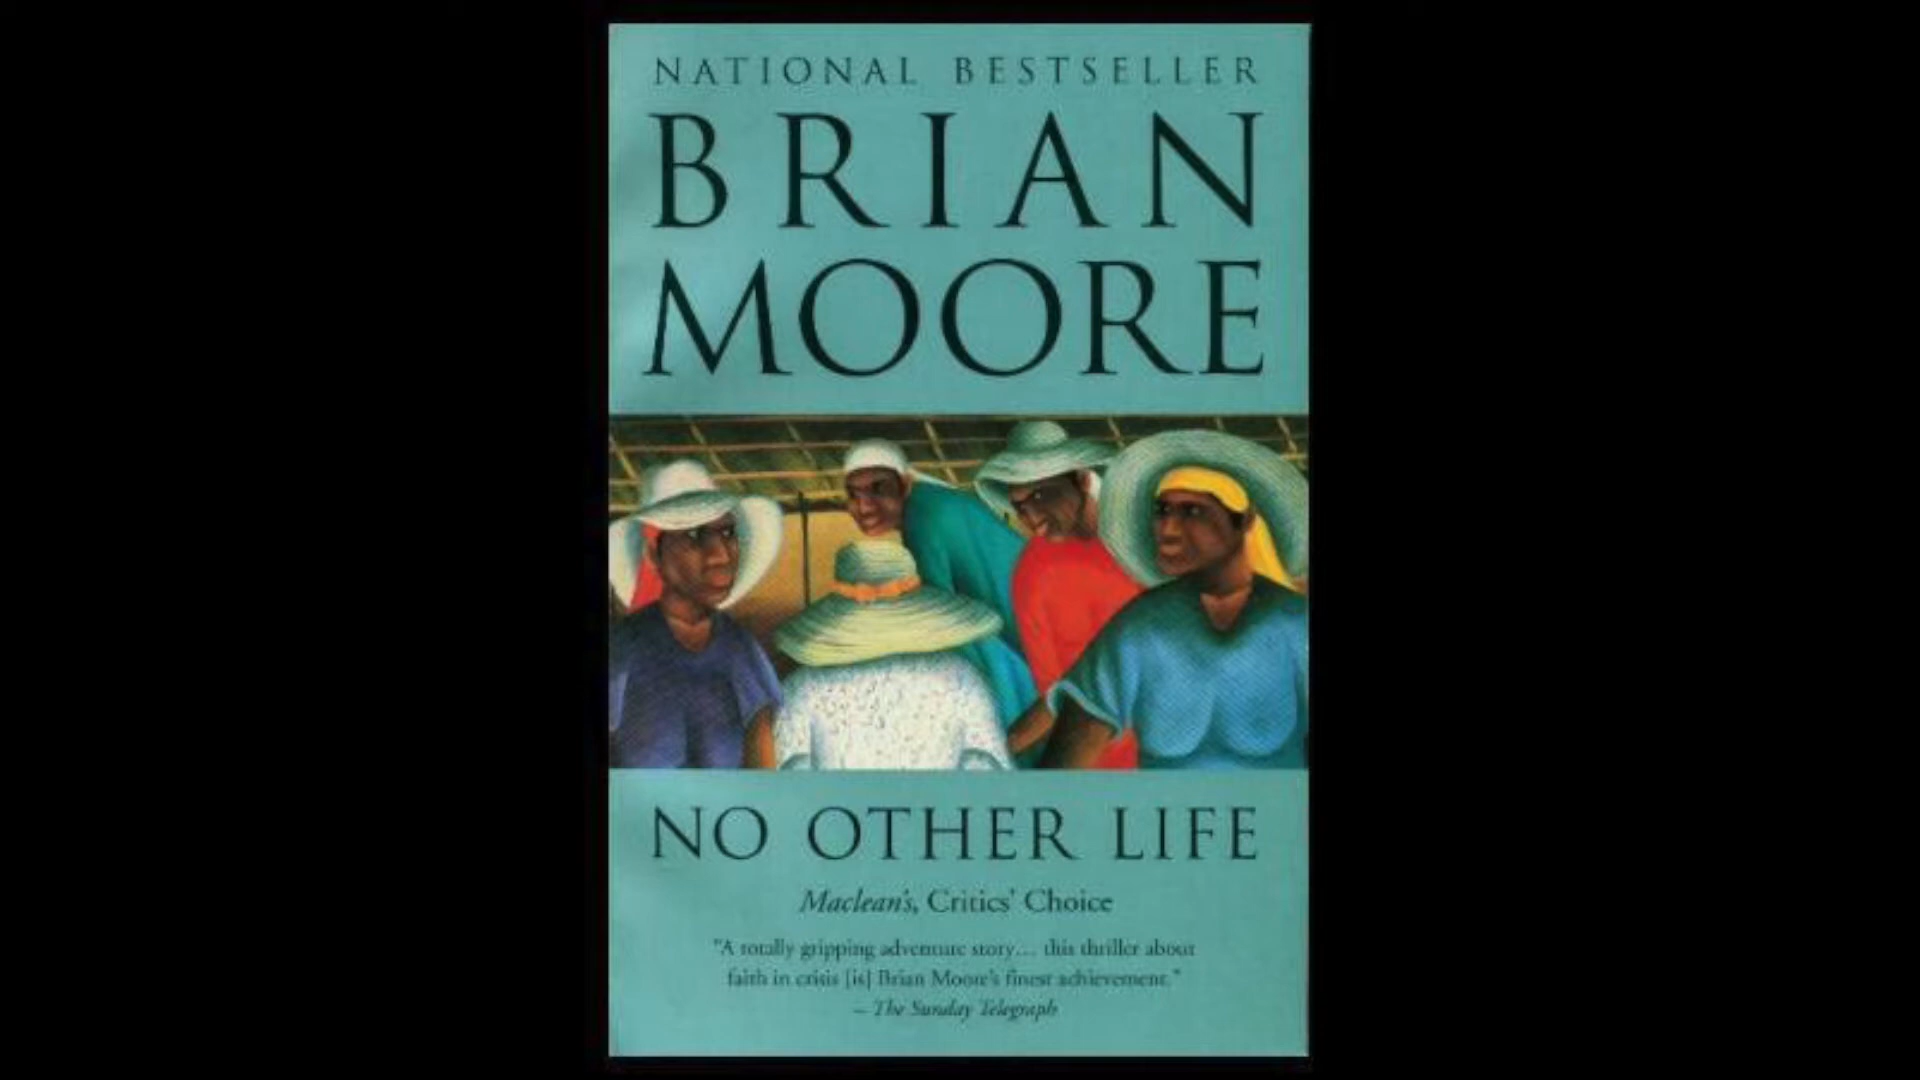 NATIONAL BESTSELLER
BRIAN
MOORE
NO OTHER LIFE
Maclean's, Critics' Choice
"A totally gripping adventure story... this thriller about
faith in crisis [is] Brian Moore's finest achievement."
– The Sunday Telegraph